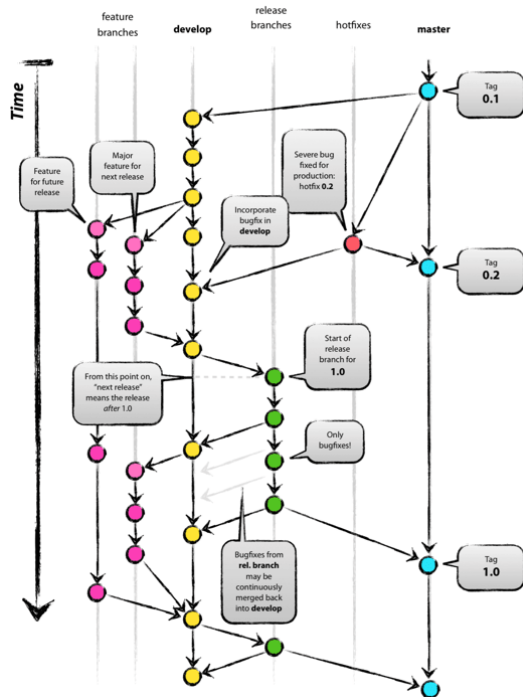 feature
branches
develop
release
branches
hotfixes
master
Time
Tag
0.1
Major
feature for
next release
Feature
for future
release
Severe bug
fixed for
production:
hotfix 0.2
Incorporate
bugfix in
develop
Tag
0.2
Start of
release
branch for
1.0
From this point on,
“next release”
means the release
after 1.0
Only
bugfixes!
Bugfixes from
rel. branch
may be
continuously
merged back
into develop
Tag
1.0